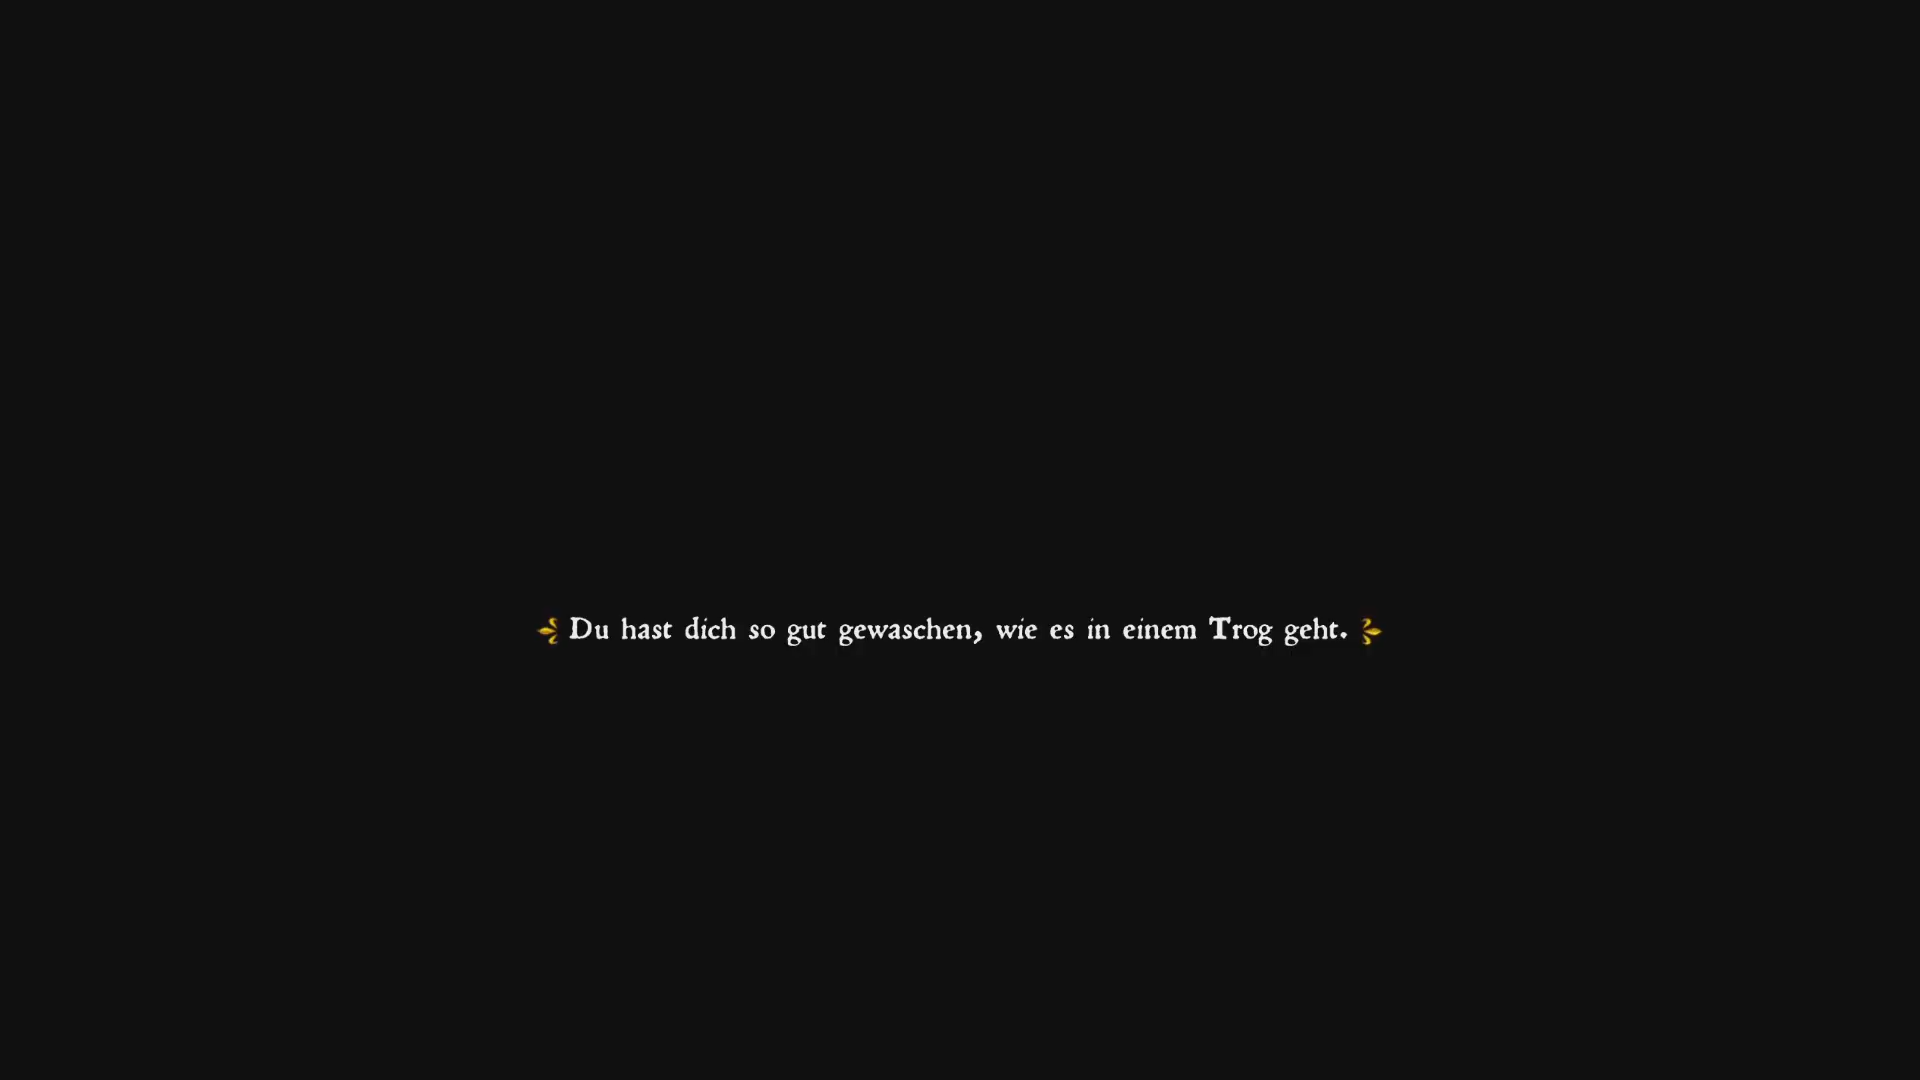 Du hast dich so gut gewaschen, wie es in einem Trog geht.